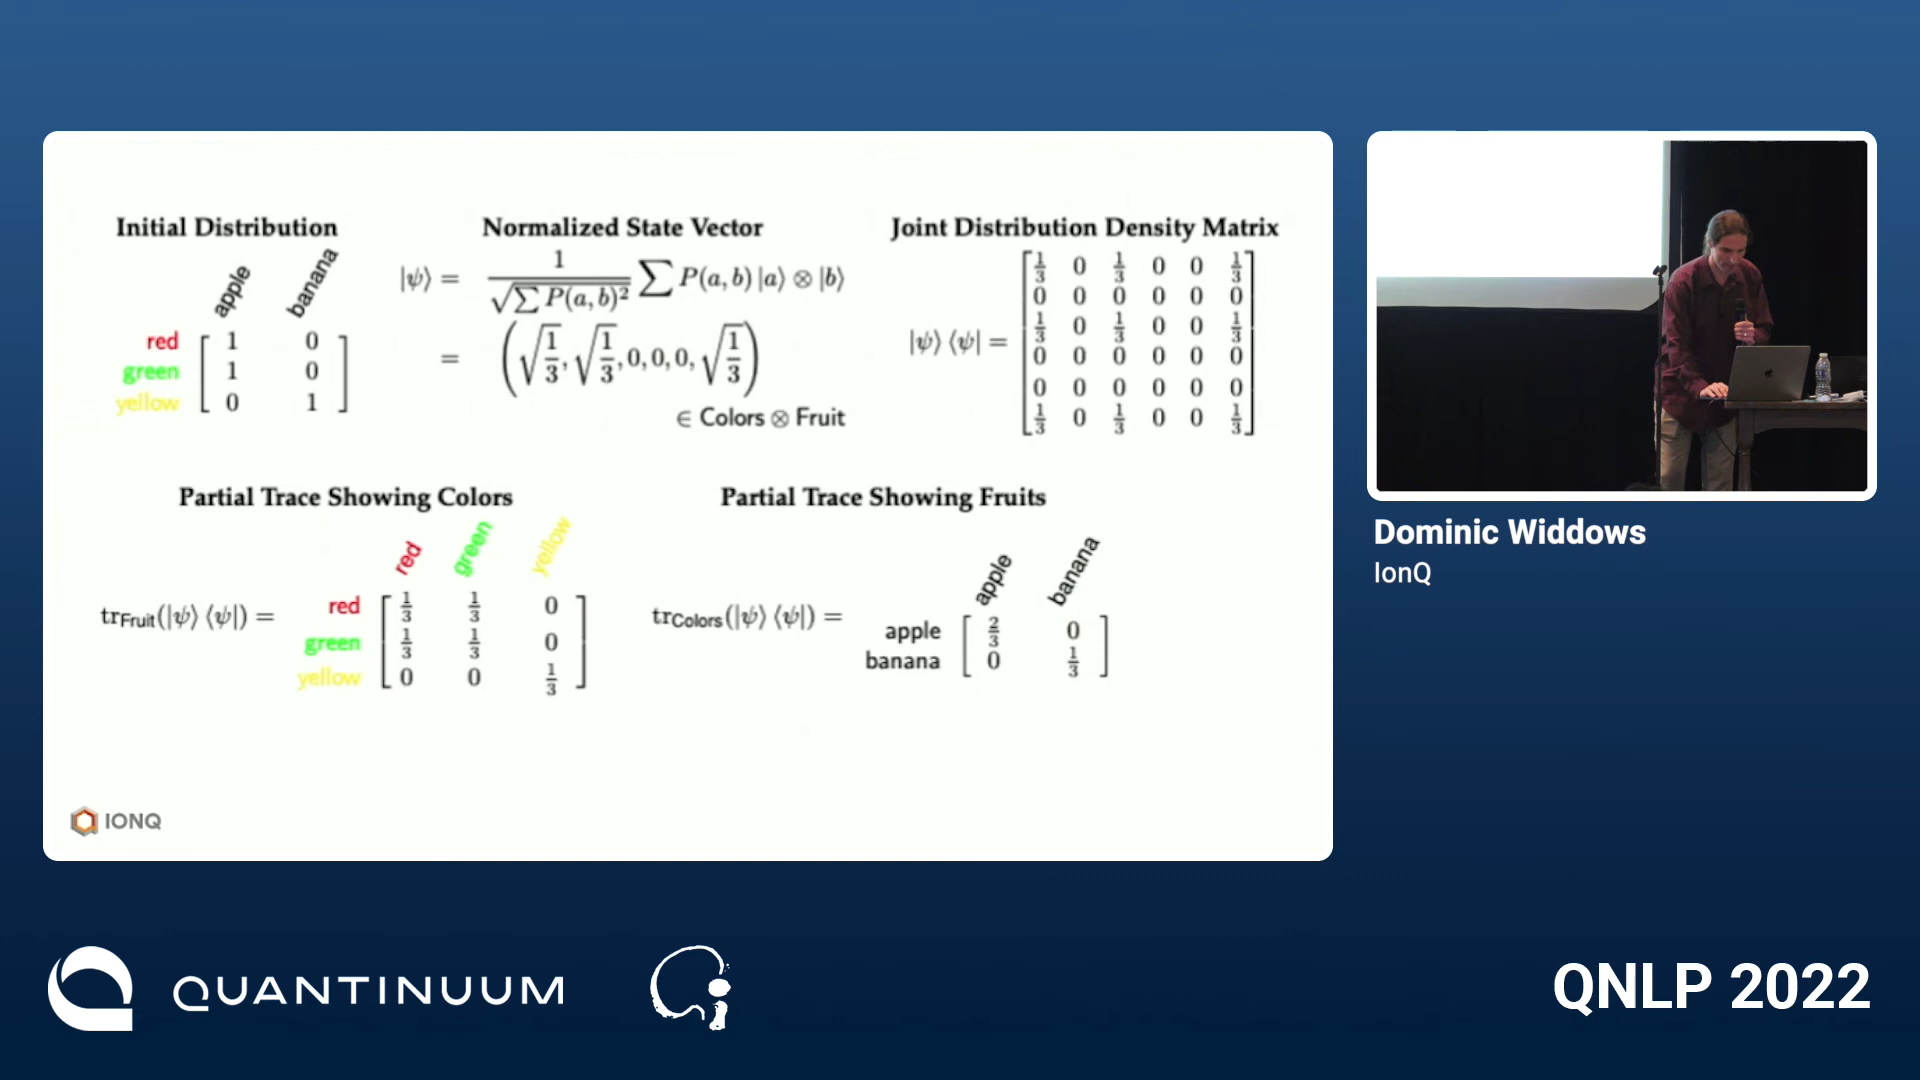 Initial Distribution
apple banana
red [ 1 0 ]
green [ 1 0 ]
yellow [ 0 1 ]
Normalized State Vector
|ψ⟩ = 1/√∑ P(a, b)² ∑ P(a, b) |a⟩ ⊗ |b⟩
= (√1/3, √1/3, 0, 0, 0, √1/3)
∈ Colors ⊗ Fruit
Joint Distribution Density Matrix
|ψ⟩ ⟨ψ| =
1/3 0 1/3 0 0 1/3
0 0 0 0 0 0
1/3 0 1/3 0 0 1/3
0 0 0 0 0 0
0 0 0 0 0 0
1/3 0 1/3 0 0 1/3
Partial Trace Showing Colors
red green yellow
trFruit(|ψ⟩ ⟨ψ|) =
red [ 1/3 1/3 0 ]
green [ 1/3 1/3 0 ]
yellow [ 0 0 1/3 ]
Partial Trace Showing Fruits
apple banana
trColors(|ψ⟩ ⟨ψ|) =
apple [ 2/3 0 ]
banana [ 0 1/3 ]
IONQ
Dominic Widdows
IonQ
QUANTINUUM
QNLP 2022